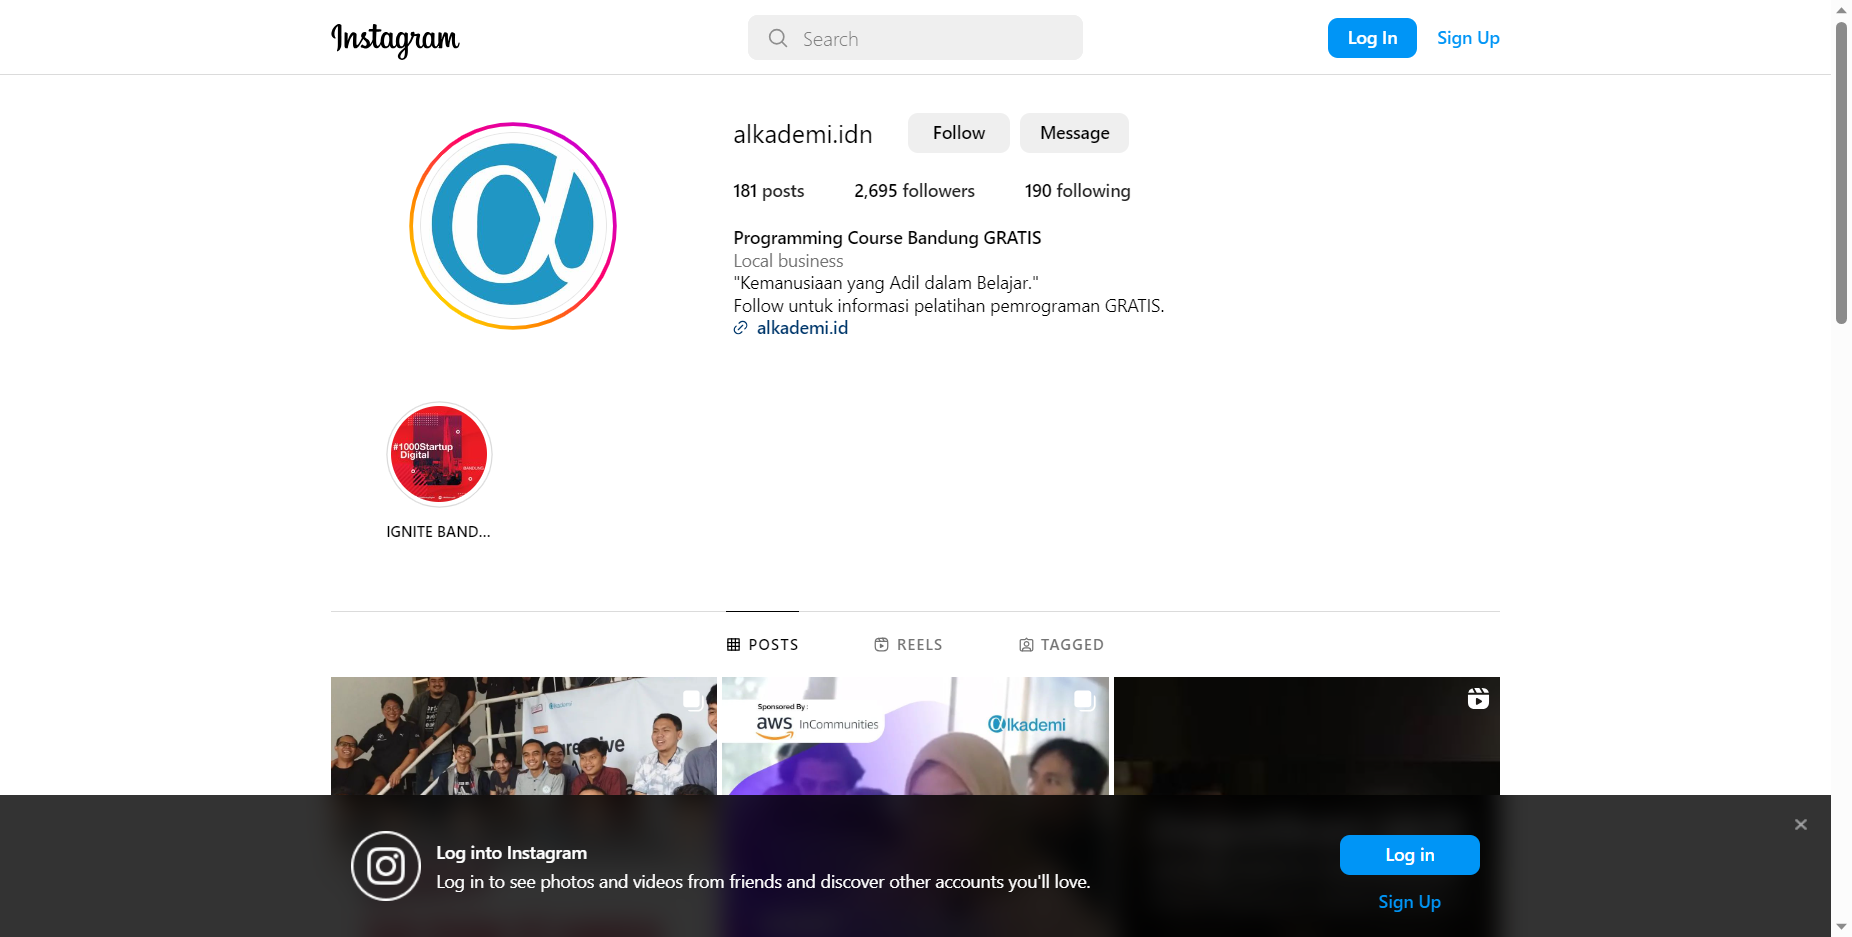 Instagram
Search
Log In
Sign Up
alkademi.idn
Follow
Message
181 posts
2,695 followers
190 following
Programming Course Bandung GRATIS
Local business
"Kemanusiaan yang Adil dalam Belajar."
Follow untuk informasi pelatihan pemrograman GRATIS.
alkademi.id
#1000Startup
Digital
BANDUNG
IGNITE BAND...
POSTS
REELS
TAGGED
alkademi
Sponsored By :
aws InCommunities
alkademi
Log into Instagram
Log in to see photos and videos from friends and discover other accounts you'll love.
Log in
Sign Up